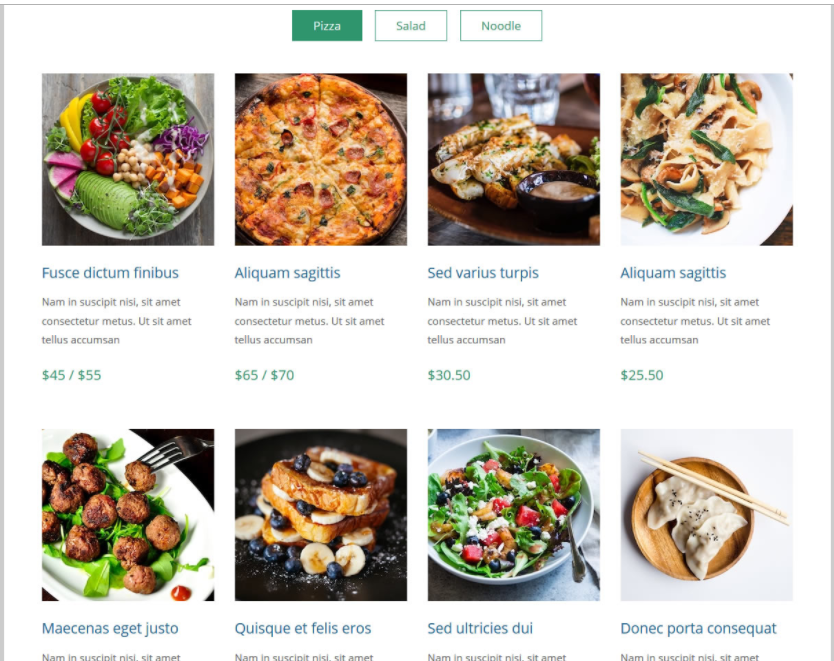 Pizza
Salad
Noodle
Fusce dictum finibus
Nam in suscipit nisi, sit amet
consectetur metus. Ut sit amet
tellus accumsan
$45 / $55
Aliquam sagittis
Nam in suscipit nisi, sit amet
consectetur metus. Ut sit amet
tellus accumsan
$65 / $70
Sed varius turpis
Nam in suscipit nisi, sit amet
consectetur metus. Ut sit amet
tellus accumsan
$30.50
Aliquam sagittis
Nam in suscipit nisi, sit amet
consectetur metus. Ut sit amet
tellus accumsan
$25.50
Maecenas eget justo
Nam in suscipit nisi, sit amet
Quisque et felis eros
Nam in suscipit nisi, sit amet
Sed ultricies dui
Nam in suscipit nisi, sit amet
Donec porta consequat
Nam in suscipit nisi, sit amet